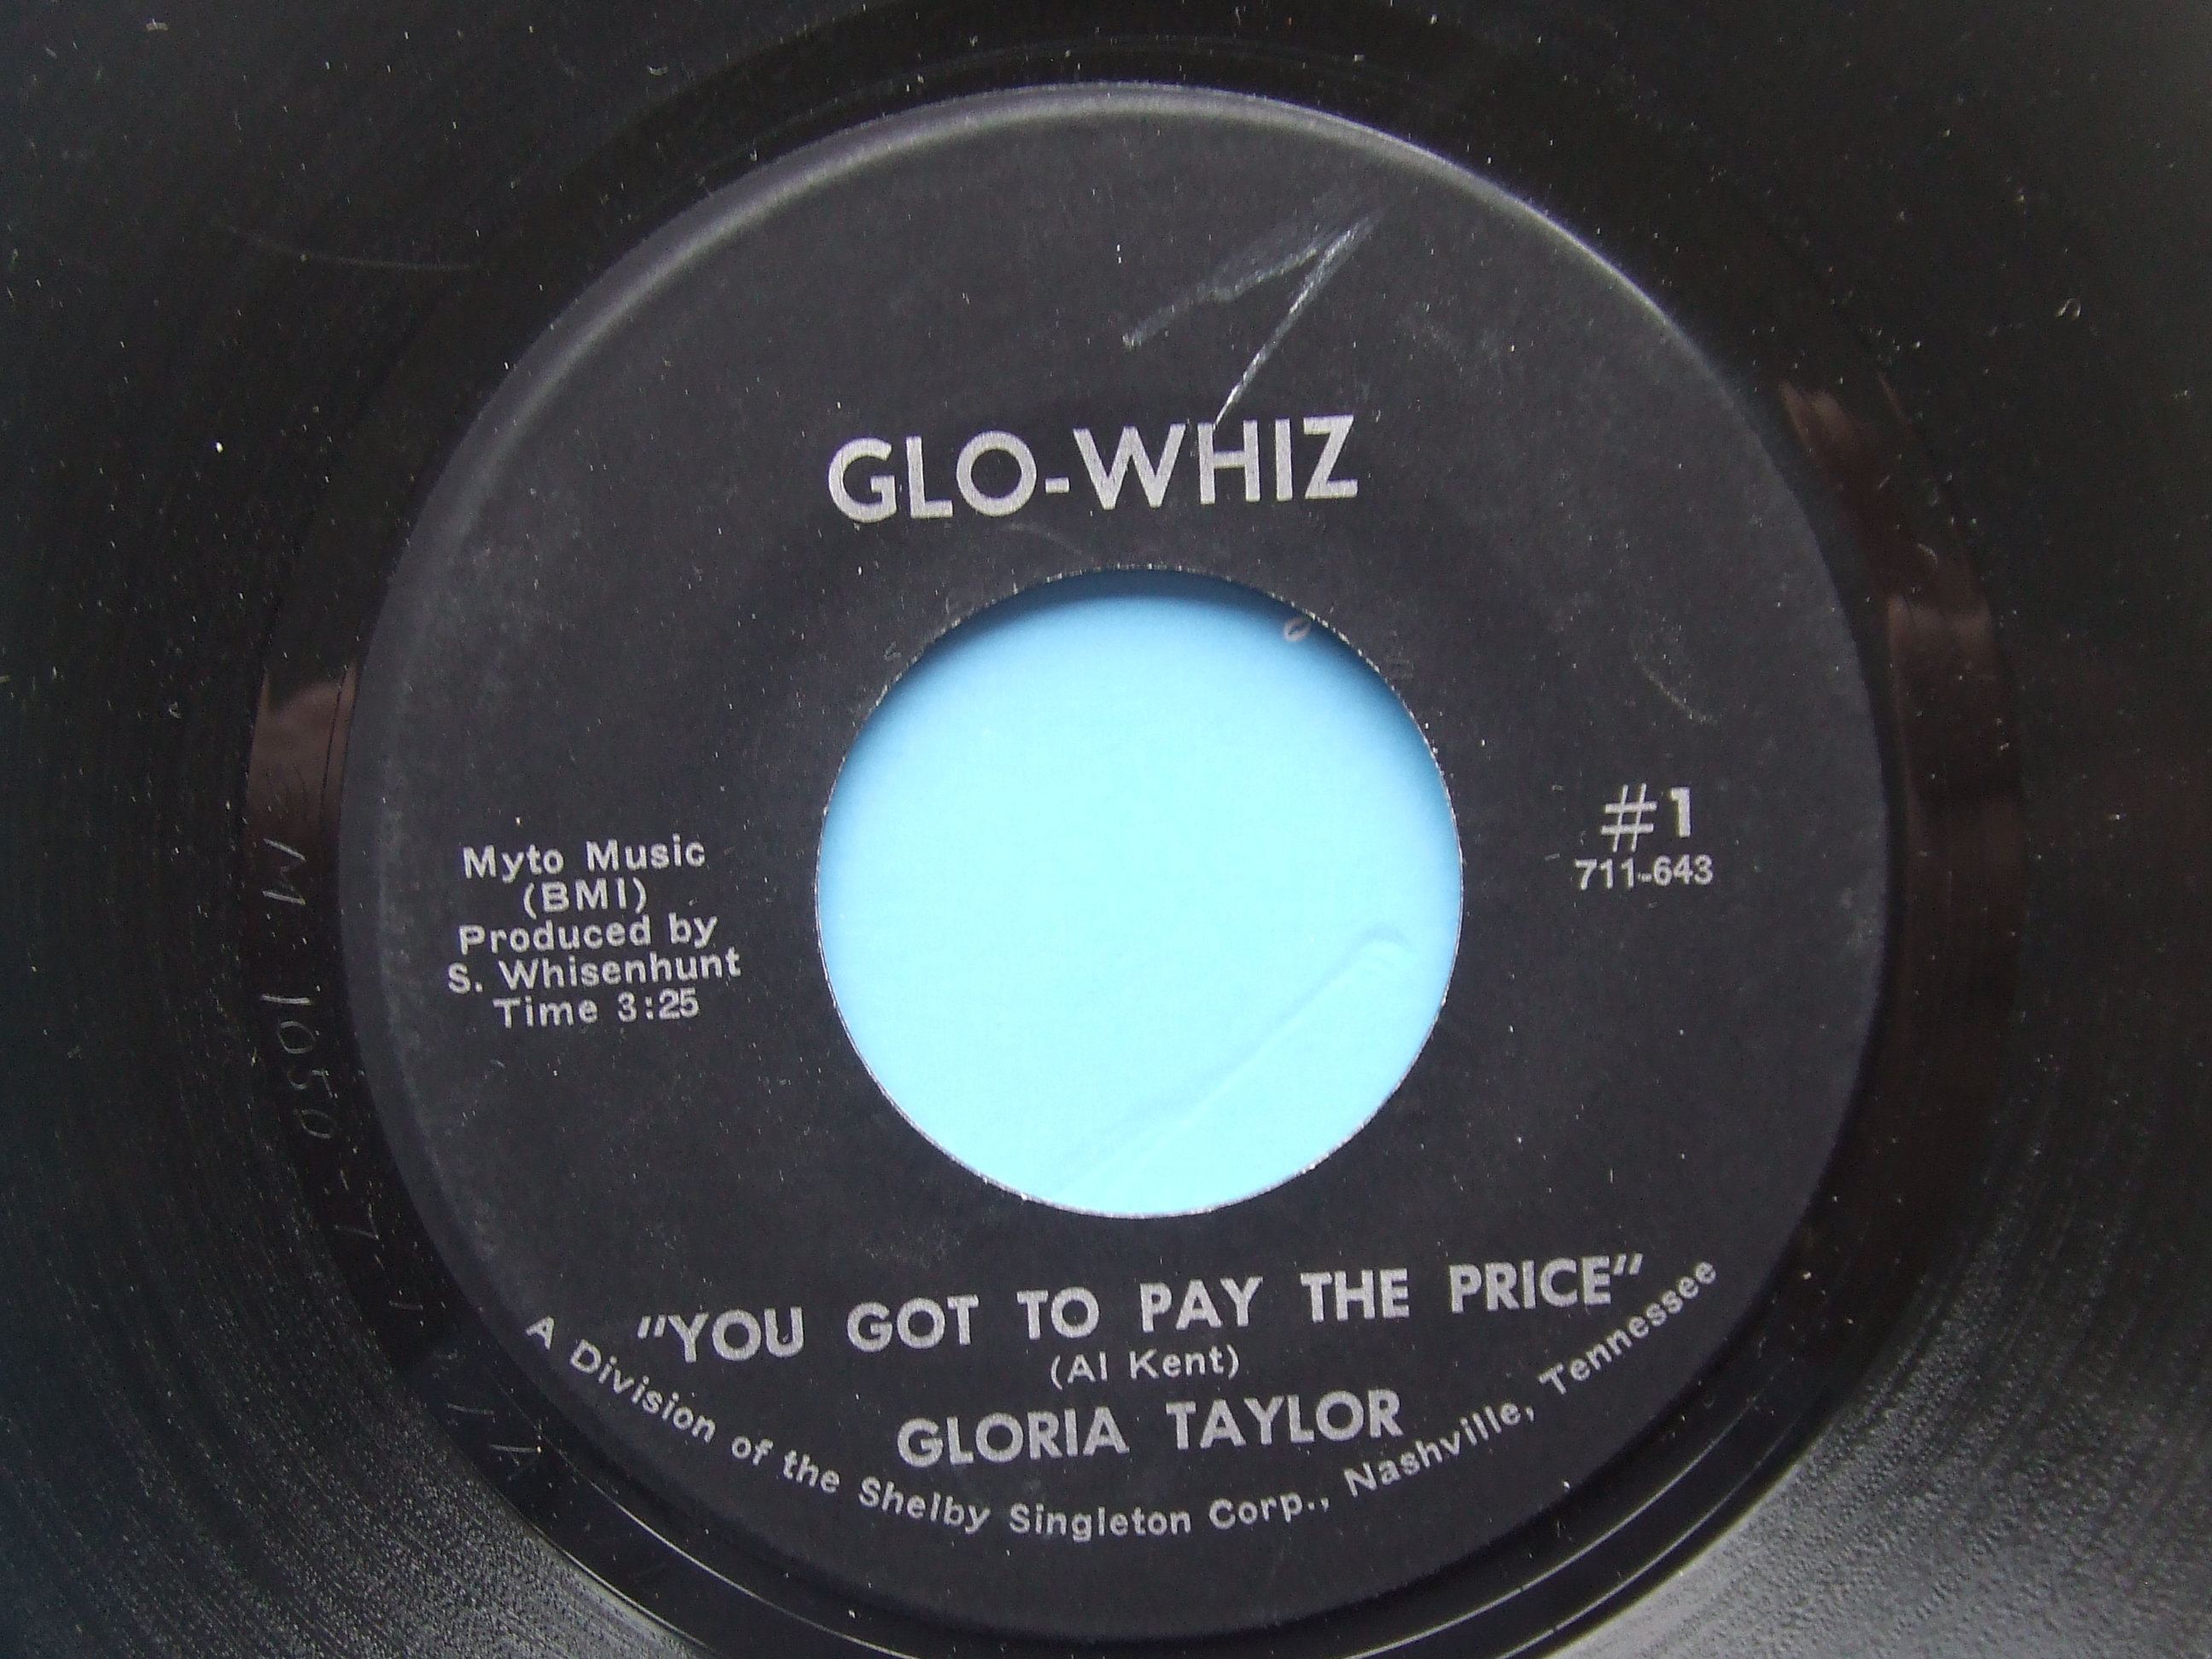 GLO-WHIZ
Myto Music
(BMI)
Produced by
S. Whisenhunt
Time 3:25
#1
711-643
"YOU GOT TO PAY THE PRICE"
(Al Kent)
GLORIA TAYLOR
A Division of the Shelby Singleton Corp., Nashville, Tennessee